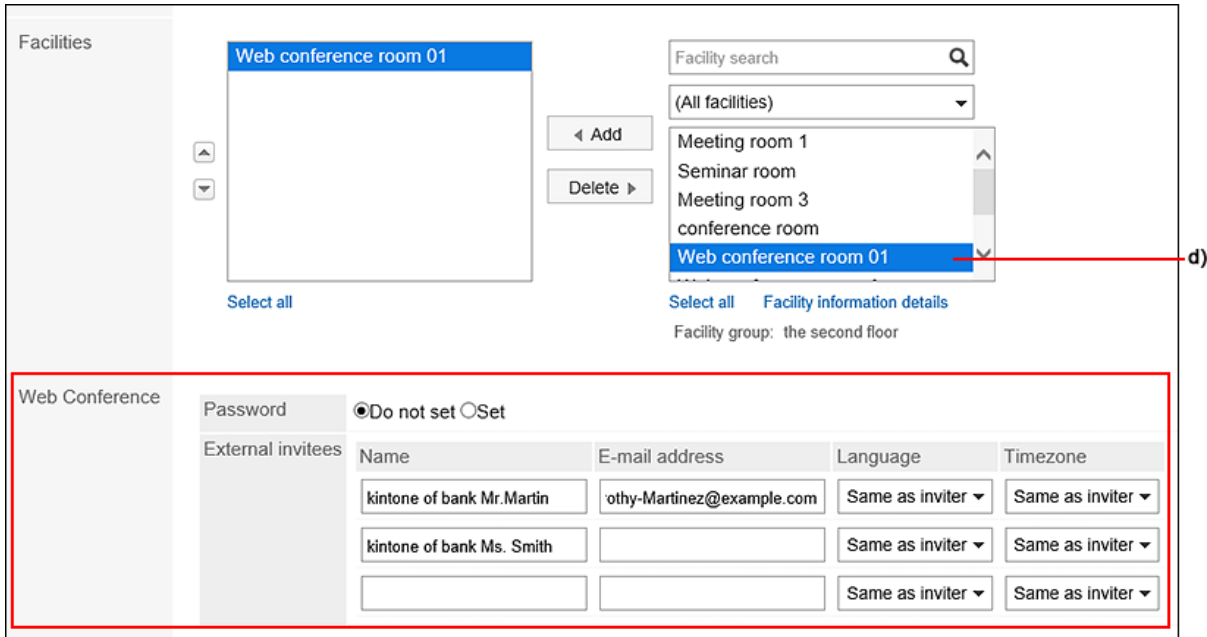 Facilities
Web conference room 01
Facility search
(All facilities)
Add
Delete
Meeting room 1
Seminar room
Meeting room 3
conference room
Web conference room 01
d)
Select all
Select all Facility information details
Facility group: the second floor
Web Conference
Password Do not set Set
External invitees Name E-mail address Language Timezone
kintone of bank Mr.Martin othy-Martinez@example.com Same as inviter Same as inviter
kintone of bank Ms. Smith Same as inviter Same as inviter
Same as inviter Same as inviter